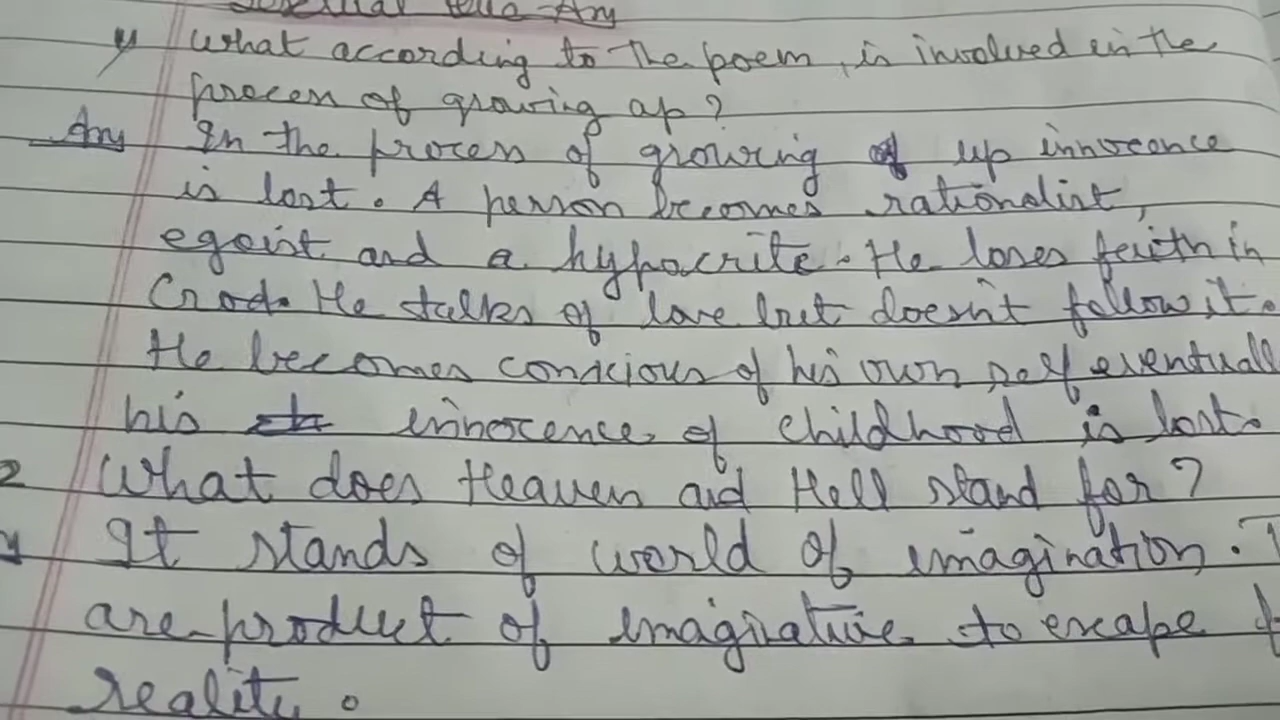 What according to the poem, is involved in the
process of growing up?
Ans In the process of growing up innocence
is lost. A person becomes rationalist,
egoist and a hypocrite. He loses faith in
God. He talks of love but doesn't follow it.
He becomes concious of his own self eventuall
his innocence of childhood is lost.
2 What does Heaven and Hell stand for?
It stands of world of imagination.
are product of imaginative to escape
reality.